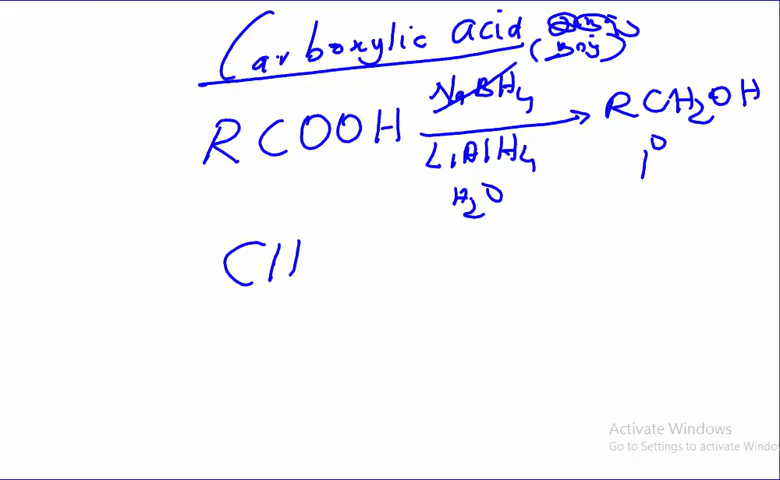 Carboxylic acid
NaBH4
RCOOH RCH2OH
LiAlH4 1°
H2O
CH
Activate Windows
Go to Settings to activate Windo